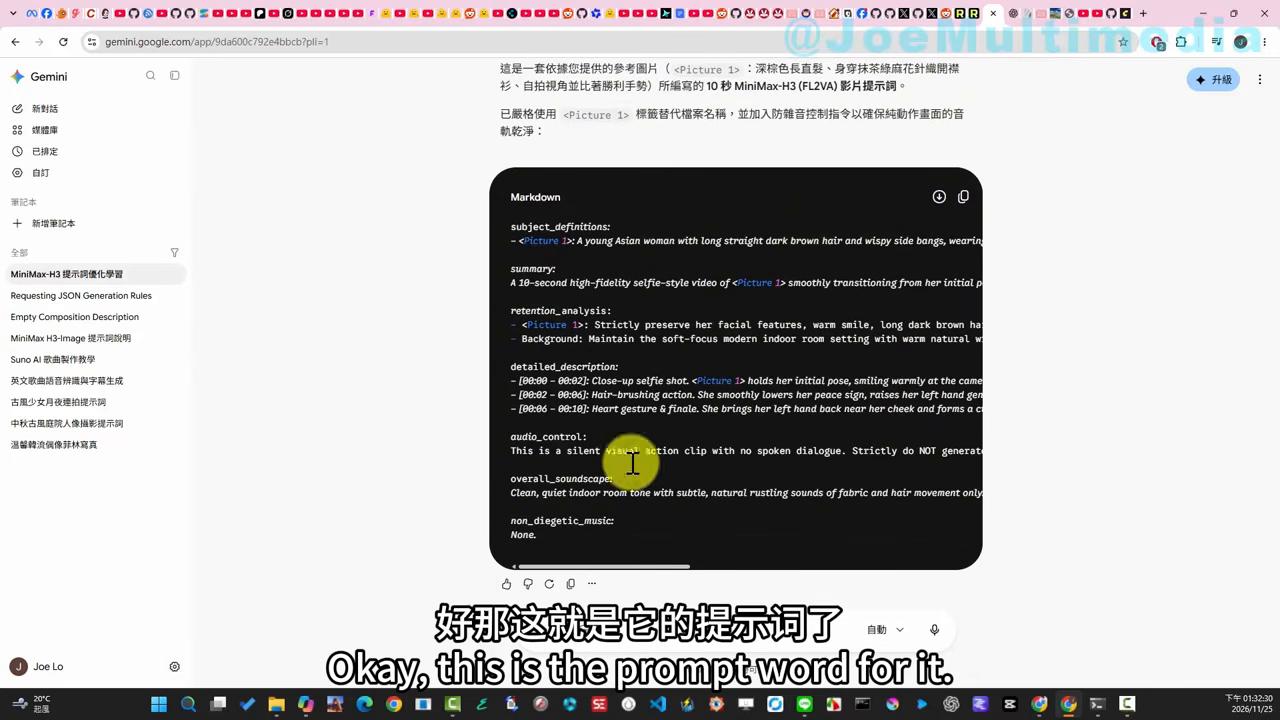 gemini.google.com/app/9da600c792e4bbcb?pli=1
@JoeMultimedia
Gemini
升級
新對話
媒體庫
已排定
自訂
筆記本
新增筆記本
全部
MiniMax-H3 提示詞優化學習
Requesting JSON Generation Rules
Empty Composition Description
MiniMax H3-Image 提示詞說明
Suno AI 歌曲製作教學
英文歌曲語音辨識與字幕生成
古風少女月夜連拍提示詞
中秋古風庭院人像攝影提示詞
溫馨韓流偶像菲林寫真
J Joe Lo
這是一套依據您提供的參考圖片（ <Picture 1> ：深棕色長直髮、身穿抹茶綠麻花針織開襟
衫、自拍視角並比著勝利手勢）所編寫的 10 秒 MiniMax-H3 (FL2VA) 影片提示詞。
已嚴格使用 <Picture 1> 標籤替代檔案名稱，並加入防雜音控制指令以確保純動作畫面的音
軌乾淨：
Markdown
subject_definitions:
- <Picture 1>: A young Asian woman with long straight dark brown hair and wispy side bangs, wearing
summary:
A 10-second high-fidelity selfie-style video of <Picture 1> smoothly transitioning from her initial p
retention_analysis:
- <Picture 1>: Strictly preserve her facial features, warm smile, long dark brown ha
- Background: Maintain the soft-focus modern indoor room setting with warm natural w
detailed_description:
- [00:00 - 00:02]: Close-up selfie shot. <Picture 1> holds her initial pose, smiling warmly at the came
- [00:02 - 00:06]: Hair-brushing action. She smoothly lowers her peace sign, raises her left hand gen
- [00:06 - 00:10]: Heart gesture & finale. She brings her left hand back near her cheek and forms a c
audio_control:
This is a silent visual action clip with no spoken dialogue. Strictly do NOT generate
overall_soundscape:
Clean, quiet indoor room tone with subtle, natural rustling sounds of fabric and hair movement only.
non_diegetic_music:
None.
自動
好那这就是它的提示词了
Okay, this is the prompt word for it.
20°C
起風
下午 01:32:30
2026/11/25